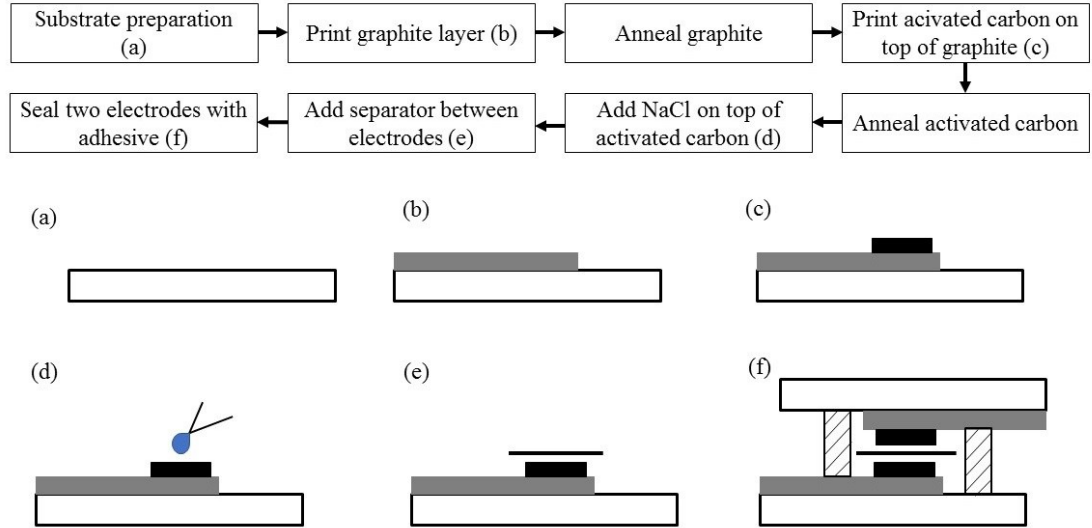 Substrate preparation
(a)
Print graphite layer (b)
Anneal graphite
Print acivated carbon on
top of graphite (c)
Seal two electrodes with
adhesive (f)
Add separator between
electrodes (e)
Add NaCl on top of
activated carbon (d)
Anneal activated carbon
(a)
(b)
(c)
(d)
(e)
(f)